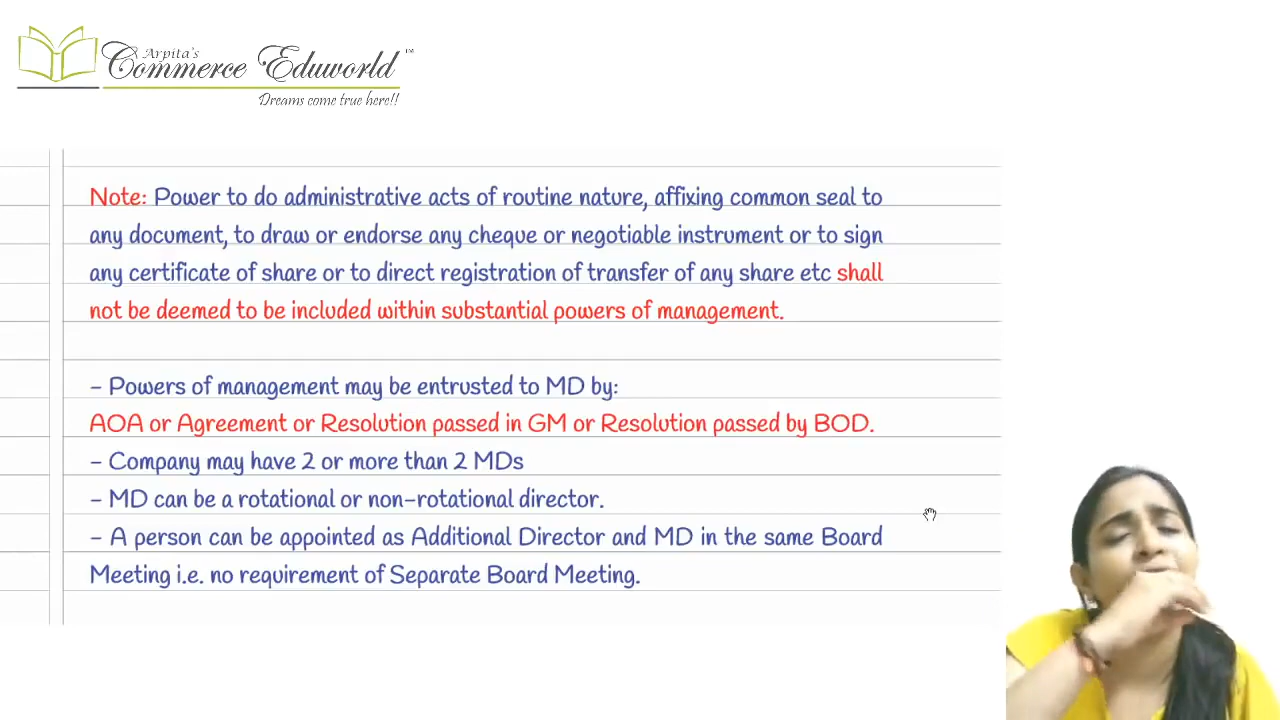 Arpita's
Commerce Eduworld™
Dreams come true here!!
Note: Power to do administrative acts of routine nature, affixing common seal to
any document, to draw or endorse any cheque or negotiable instrument or to sign
any certificate of share or to direct registration of transfer of any share etc shall
not be deemed to be included within substantial powers of management.
- Powers of management may be entrusted to MD by:
AOA or Agreement or Resolution passed in GM or Resolution passed by BOD.
- Company may have 2 or more than 2 MDs
- MD can be a rotational or non-rotational director.
- A person can be appointed as Additional Director and MD in the same Board
Meeting i.e. no requirement of Separate Board Meeting.